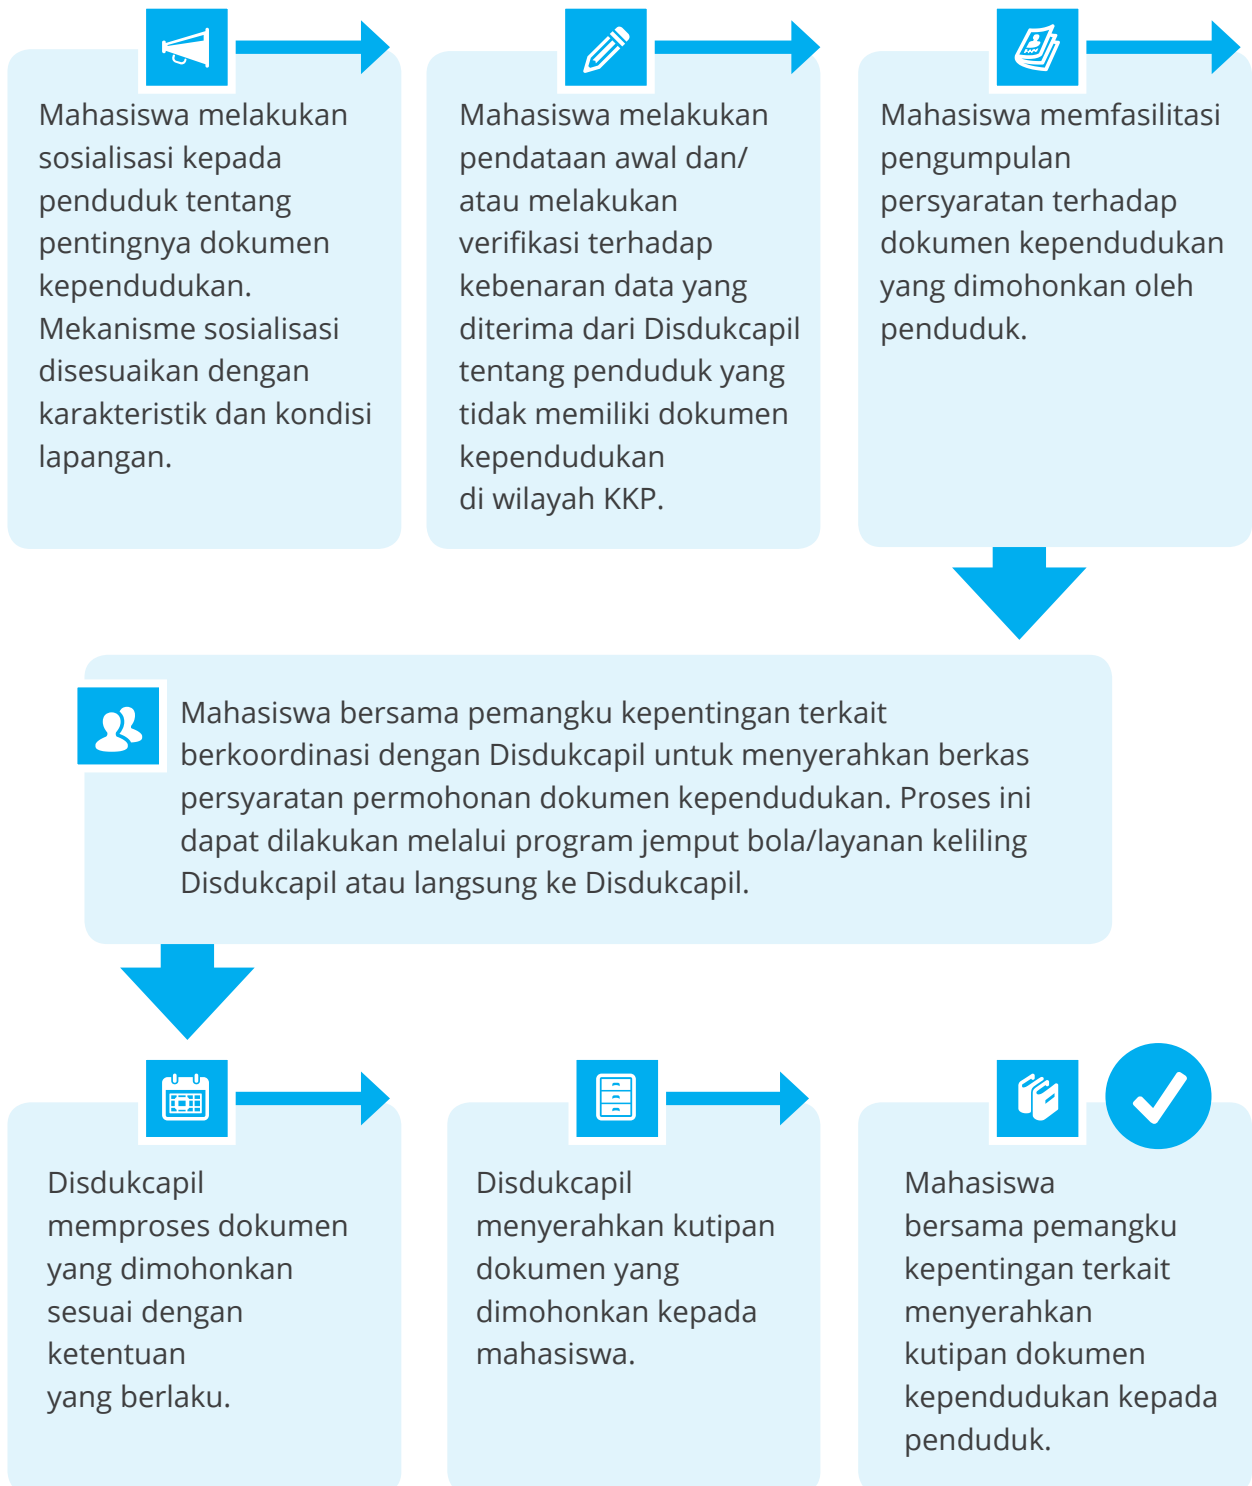 Mahasiswa melakukan
sosialisasi kepada
penduduk tentang
pentingnya dokumen
kependudukan.
Mekanisme sosialisasi
disesuaikan dengan
karakteristik dan kondisi
lapangan.
Mahasiswa melakukan
pendataan awal dan/
atau melakukan
verifikasi terhadap
kebenaran data yang
diterima dari Disdukcapil
tentang penduduk yang
tidak memiliki dokumen
kependudukan
di wilayah KKP.
Mahasiswa memfasilitasi
pengumpulan
persyaratan terhadap
dokumen kependudukan
yang dimohonkan oleh
penduduk.
Mahasiswa bersama pemangku kepentingan terkait
berkoordinasi dengan Disdukcapil untuk menyerahkan berkas
persyaratan permohonan dokumen kependudukan. Proses ini
dapat dilakukan melalui program jemput bola/layanan keliling
Disdukcapil atau langsung ke Disdukcapil.
Disdukcapil
memproses dokumen
yang dimohonkan
sesuai dengan
ketentuan
yang berlaku.
Disdukcapil
menyerahkan kutipan
dokumen yang
dimohonkan kepada
mahasiswa.
Mahasiswa
bersama pemangku
kepentingan terkait
menyerahkan
kutipan dokumen
kependudukan kepada
penduduk.